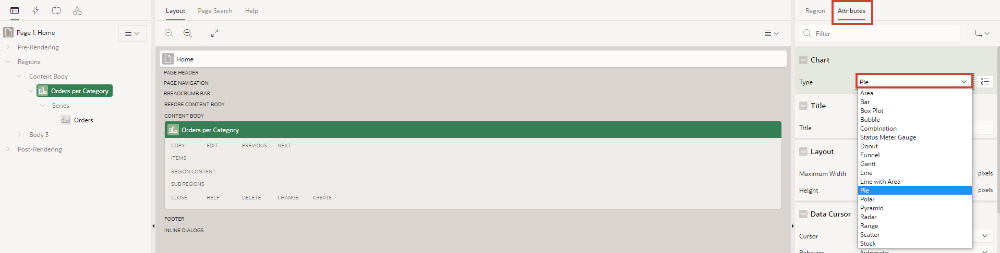 Layout
Page Search
Help
Region
Attributes
Page 1: Home
Filter
Pre-Rendering
Regions
Content Body
Orders per Category
Series
Orders
Body 3
Post-Rendering
Home
PAGE HEADER
PAGE NAVIGATION
BREADCRUMB BAR
BEFORE CONTENT BODY
CONTENT BODY
Orders per Category
COPY EDIT PREVIOUS NEXT
ITEMS
REGION CONTENT
SUB REGIONS
CLOSE HELP DELETE CHANGE CREATE
FOOTER
INLINE DIALOGS
Chart
Type Pie
Area
Bar
Box Plot
Bubble
Combination
Status Meter Gauge
Donut
Funnel
Gantt
Line
Line with Area
Pie
Polar
Pyramid
Radar
Range
Scatter
Stock
Title
Title
Layout
Maximum Width pixels
Height pixels
Data Cursor
Cursor
Behavior Automatic